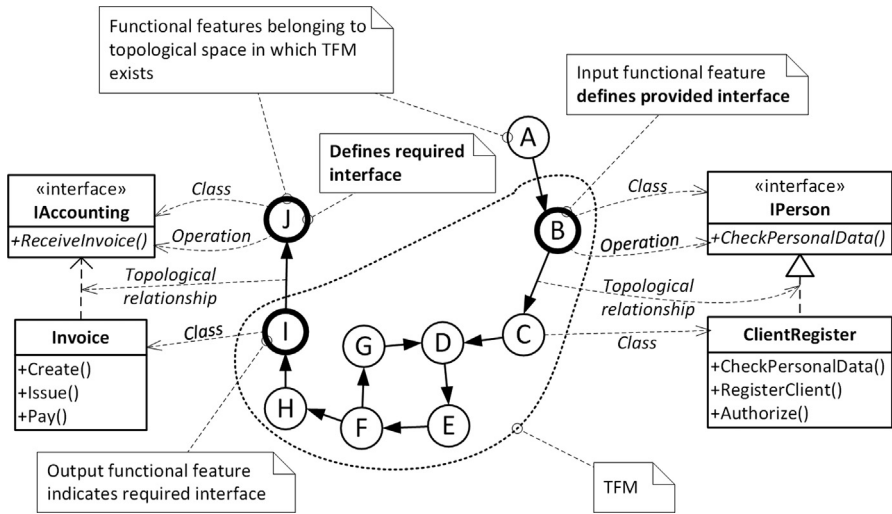 Functional features belonging to
topological space in which TFM
exists
Input functional feature
defines provided interface
A
Defines required
interface
«interface»
IAccounting
+ReceiveInvoice()
Class
Operation
J
B
Class
Operation
«interface»
IPerson
+CheckPersonalData()
Topological
relationship
Topological
relationship
Invoice
+Create()
+Issue()
+Pay()
Class
I
G
D
C
Class
ClientRegister
+CheckPersonalData()
+RegisterClient()
+Authorize()
H
F
E
Output functional feature
indicates required interface
TFM